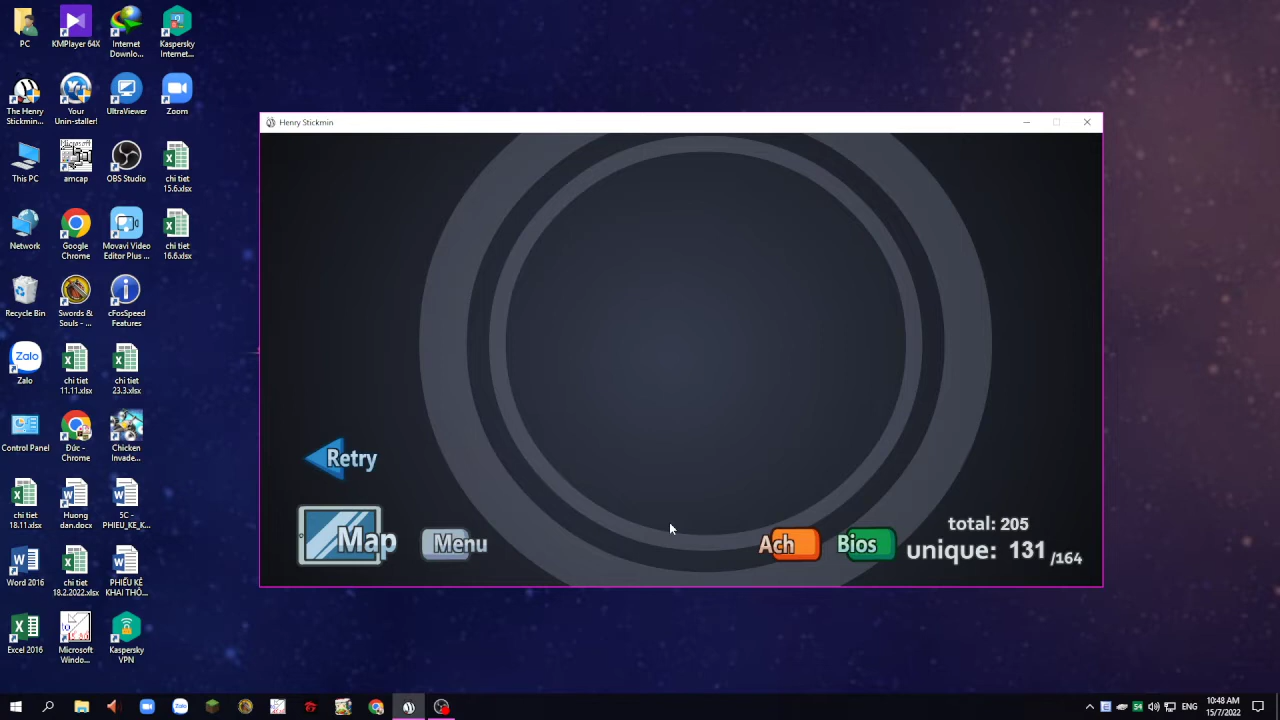 PC
KMPlayer 64X
Internet
Downlo...
Kaspersky
Internet...
The Henry
Stickmin...
Your
Unin-staller!
UltraViewer
Zoom
This PC
amcap
OBS Studio
chi tiet
15.6.xlsx
Network
Google
Chrome
Movavi Video
Editor Plus ...
chi tiet
16.6.xlsx
Recycle Bin
Swords &
Souls - ...
cFosSpeed
Features
Zalo
Zalo
chi tiet
11.11.xlsx
chi tiet
23.3.xlsx
Control Panel
Đức -
Chrome
Chicken
Invade...
chi tiet
18.11.xlsx
Huong
dan.docx
5C -
PHIEU_KE_K...
Word 2016
chi tiet
18.2.2022.xlsx
PHIẾU KÊ
KHAI THÔ...
Excel 2016
Microsoft
Windo...
Kaspersky
VPN
Henry Stickmin
Retry
Map
Menu
Ach
Bios
total: 205
unique: 131 /164
54
ENG
10:48 AM
15/7/2022